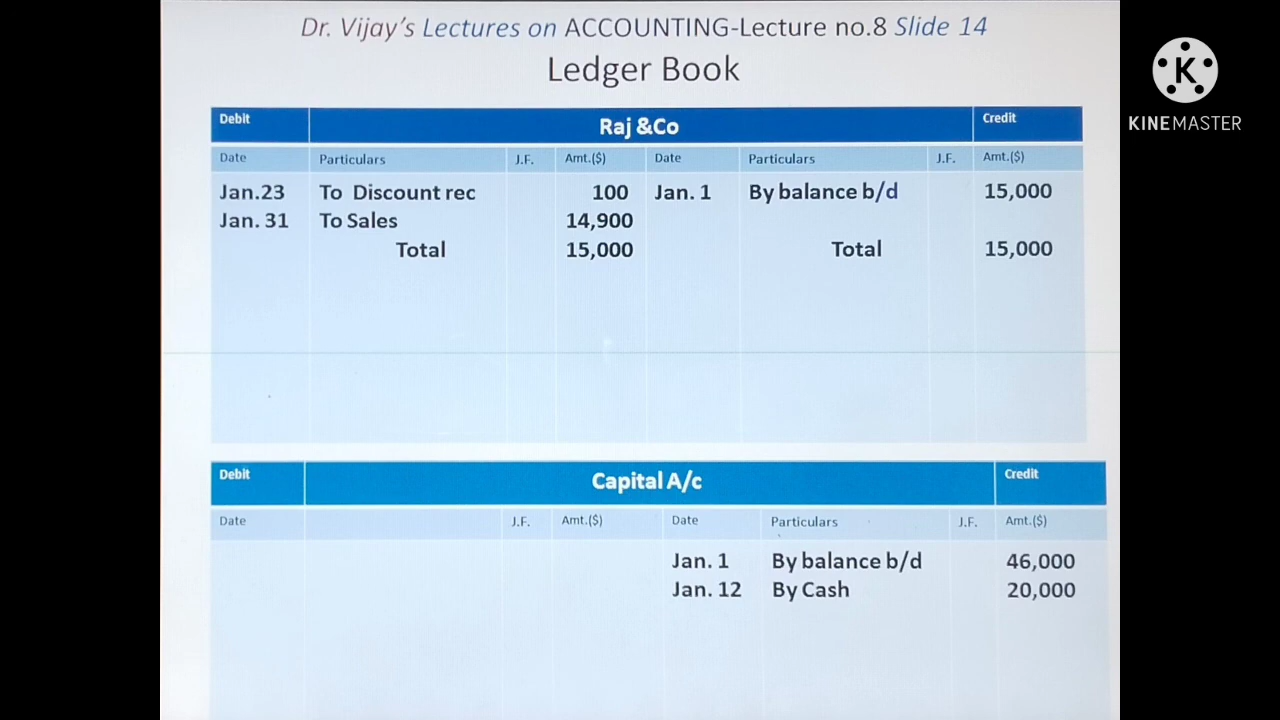 Dr. Vijay's Lectures on ACCOUNTING-Lecture no.8 Slide 14
Ledger Book
KINEMASTER
Debit Raj &Co Credit
Date Particulars J.F. Amt.($) Date Particulars J.F. Amt.($)
Jan.23 To Discount rec 100 Jan. 1 By balance b/d 15,000
Jan. 31 To Sales 14,900
Total 15,000 Total 15,000
Debit Capital A/c Credit
Date J.F. Amt.($) Date Particulars J.F. Amt.($)
Jan. 1 By balance b/d 46,000
Jan. 12 By Cash 20,000